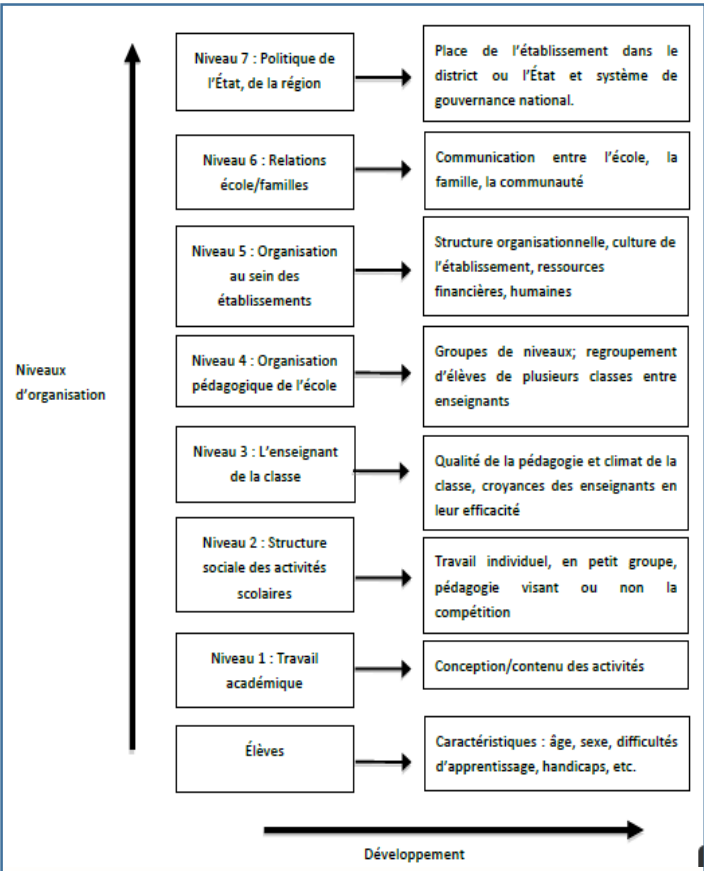 Niveau 7 : Politique de
l'État, de la région
Place de l'établissement dans le
district ou l'État et système de
gouvernance national.
Niveau 6 : Relations
école/familles
Communication entre l'école, la
famille, la communauté
Niveau 5 : Organisation
au sein des
établissements
Structure organisationnelle, culture de
l'établissement, ressources
financières, humaines
Niveaux
d'organisation
Niveau 4 : Organisation
pédagogique de l'école
Groupes de niveaux; regroupement
d'élèves de plusieurs classes entre
enseignants
Niveau 3 : L'enseignant
de la classe
Qualité de la pédagogie et climat de la
classe, croyances des enseignants en
leur efficacité
Niveau 2 : Structure
sociale des activités
scolaires
Travail individuel, en petit groupe,
pédagogie visant ou non la
compétition
Niveau 1 : Travail
académique
Conception/contenu des activités
Élèves
Caractéristiques : âge, sexe, difficultés
d'apprentissage, handicaps, etc.
Développement